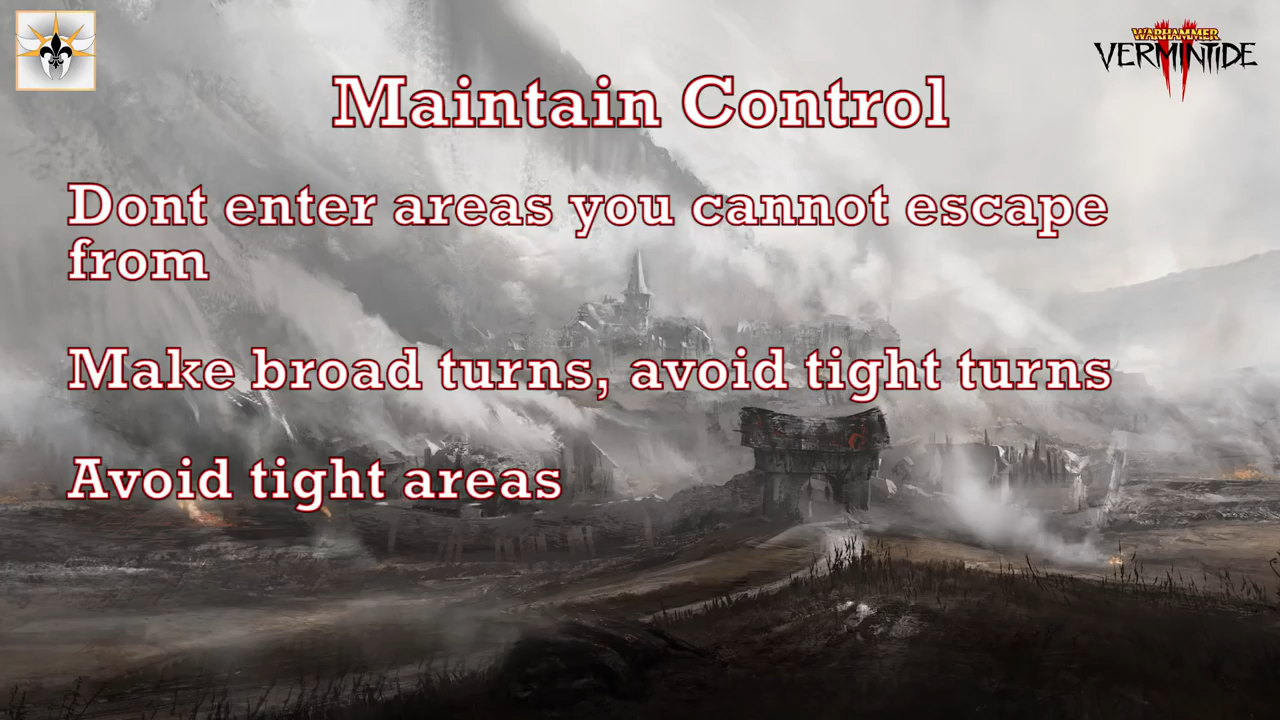 WARHAMMER
VERMINTIDE
II
Maintain Control
Dont enter areas you cannot escape
from
Make broad turns, avoid tight turns
Avoid tight areas